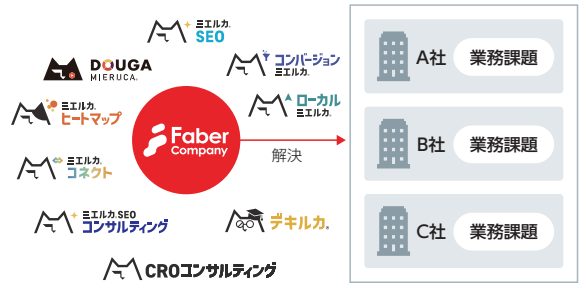 ミエルカ®
SEO
DOUGA
MIERUCA®
コンバージョン
ミエルカ®
ミエルカ®
ヒートマップ
ローカル
ミエルカ®
Faber
Company
ミエルカ®
コネクト
解決
ミエルカ®SEO
コンサルティング
デキルカ®
CROコンサルティング
A社
業務課題
B社
業務課題
C社
業務課題